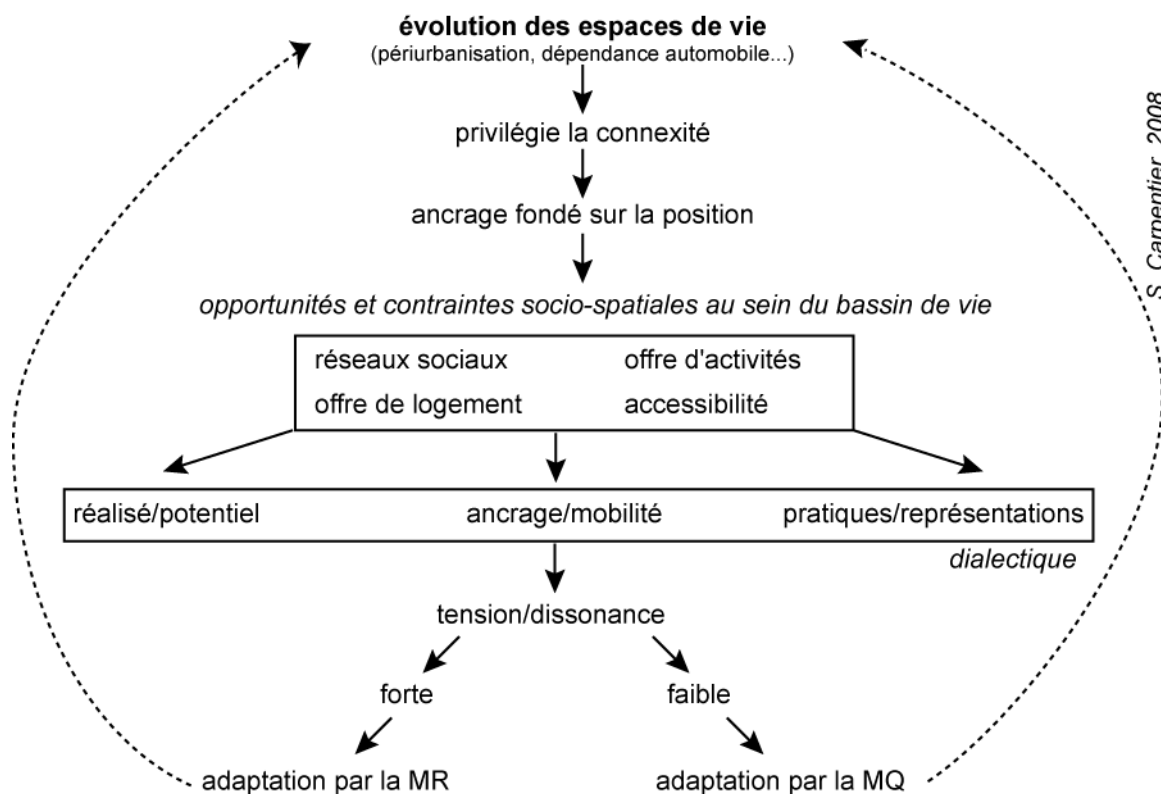 évolution des espaces de vie
(périurbanisation, dépendance automobile...)
privilégie la connexité
ancrage fondé sur la position
opportunités et contraintes socio-spatiales au sein du bassin de vie
réseaux sociaux offre d'activités
offre de logement accessibilité
réalisé/potentiel ancrage/mobilité pratiques/représentations
dialectique
tension/dissonance
forte faible
adaptation par la MR adaptation par la MQ
S. Carpentier, 2008